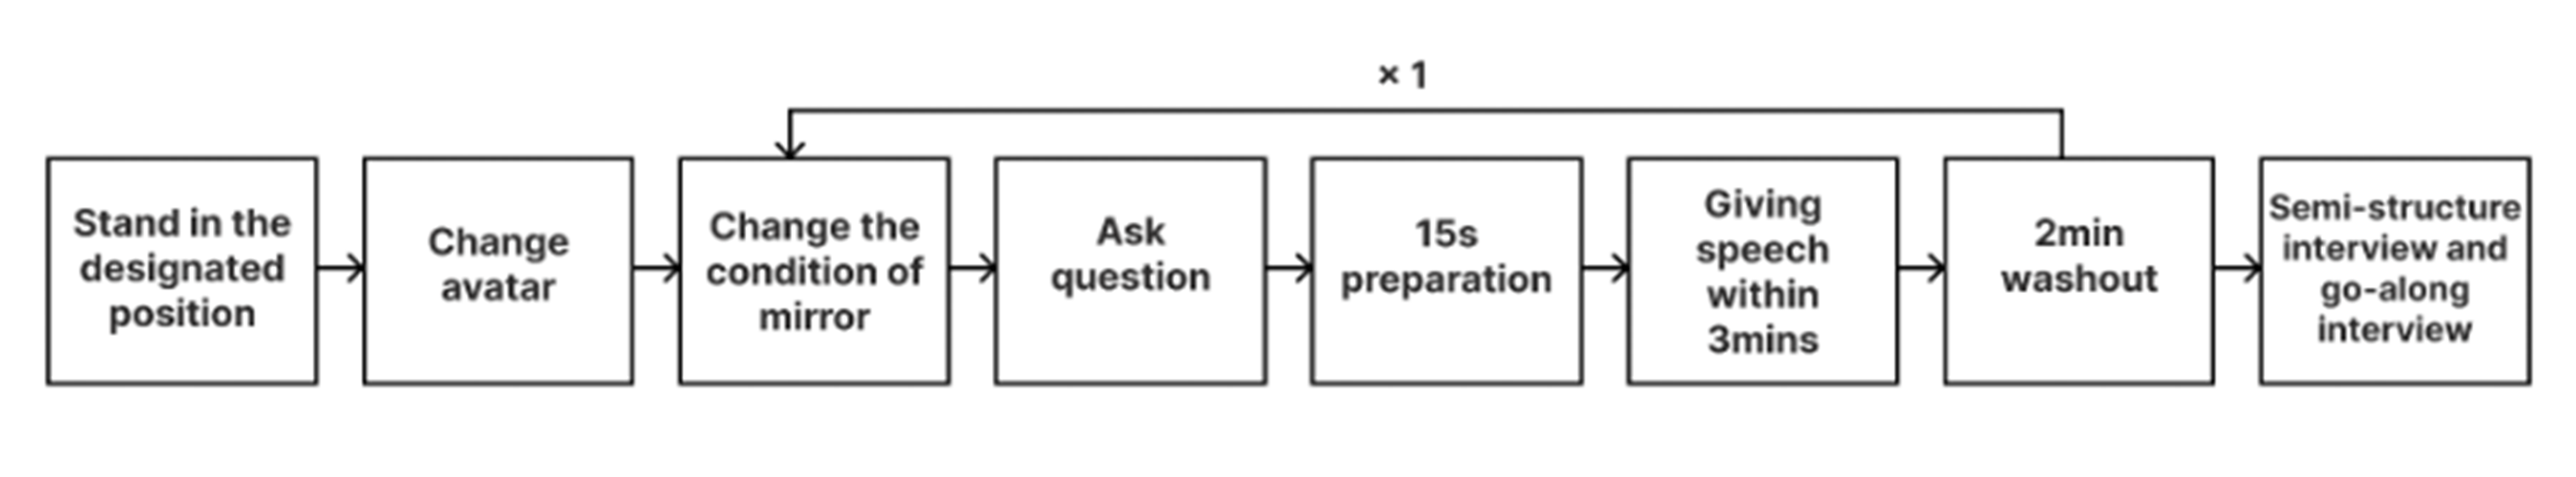 × 1
Stand in the
designated
position
Change
avatar
Change the
condition of
mirror
Ask
question
15s
preparation
Giving
speech
within
3mins
2min
washout
Semi-structure
interview and
go-along
interview